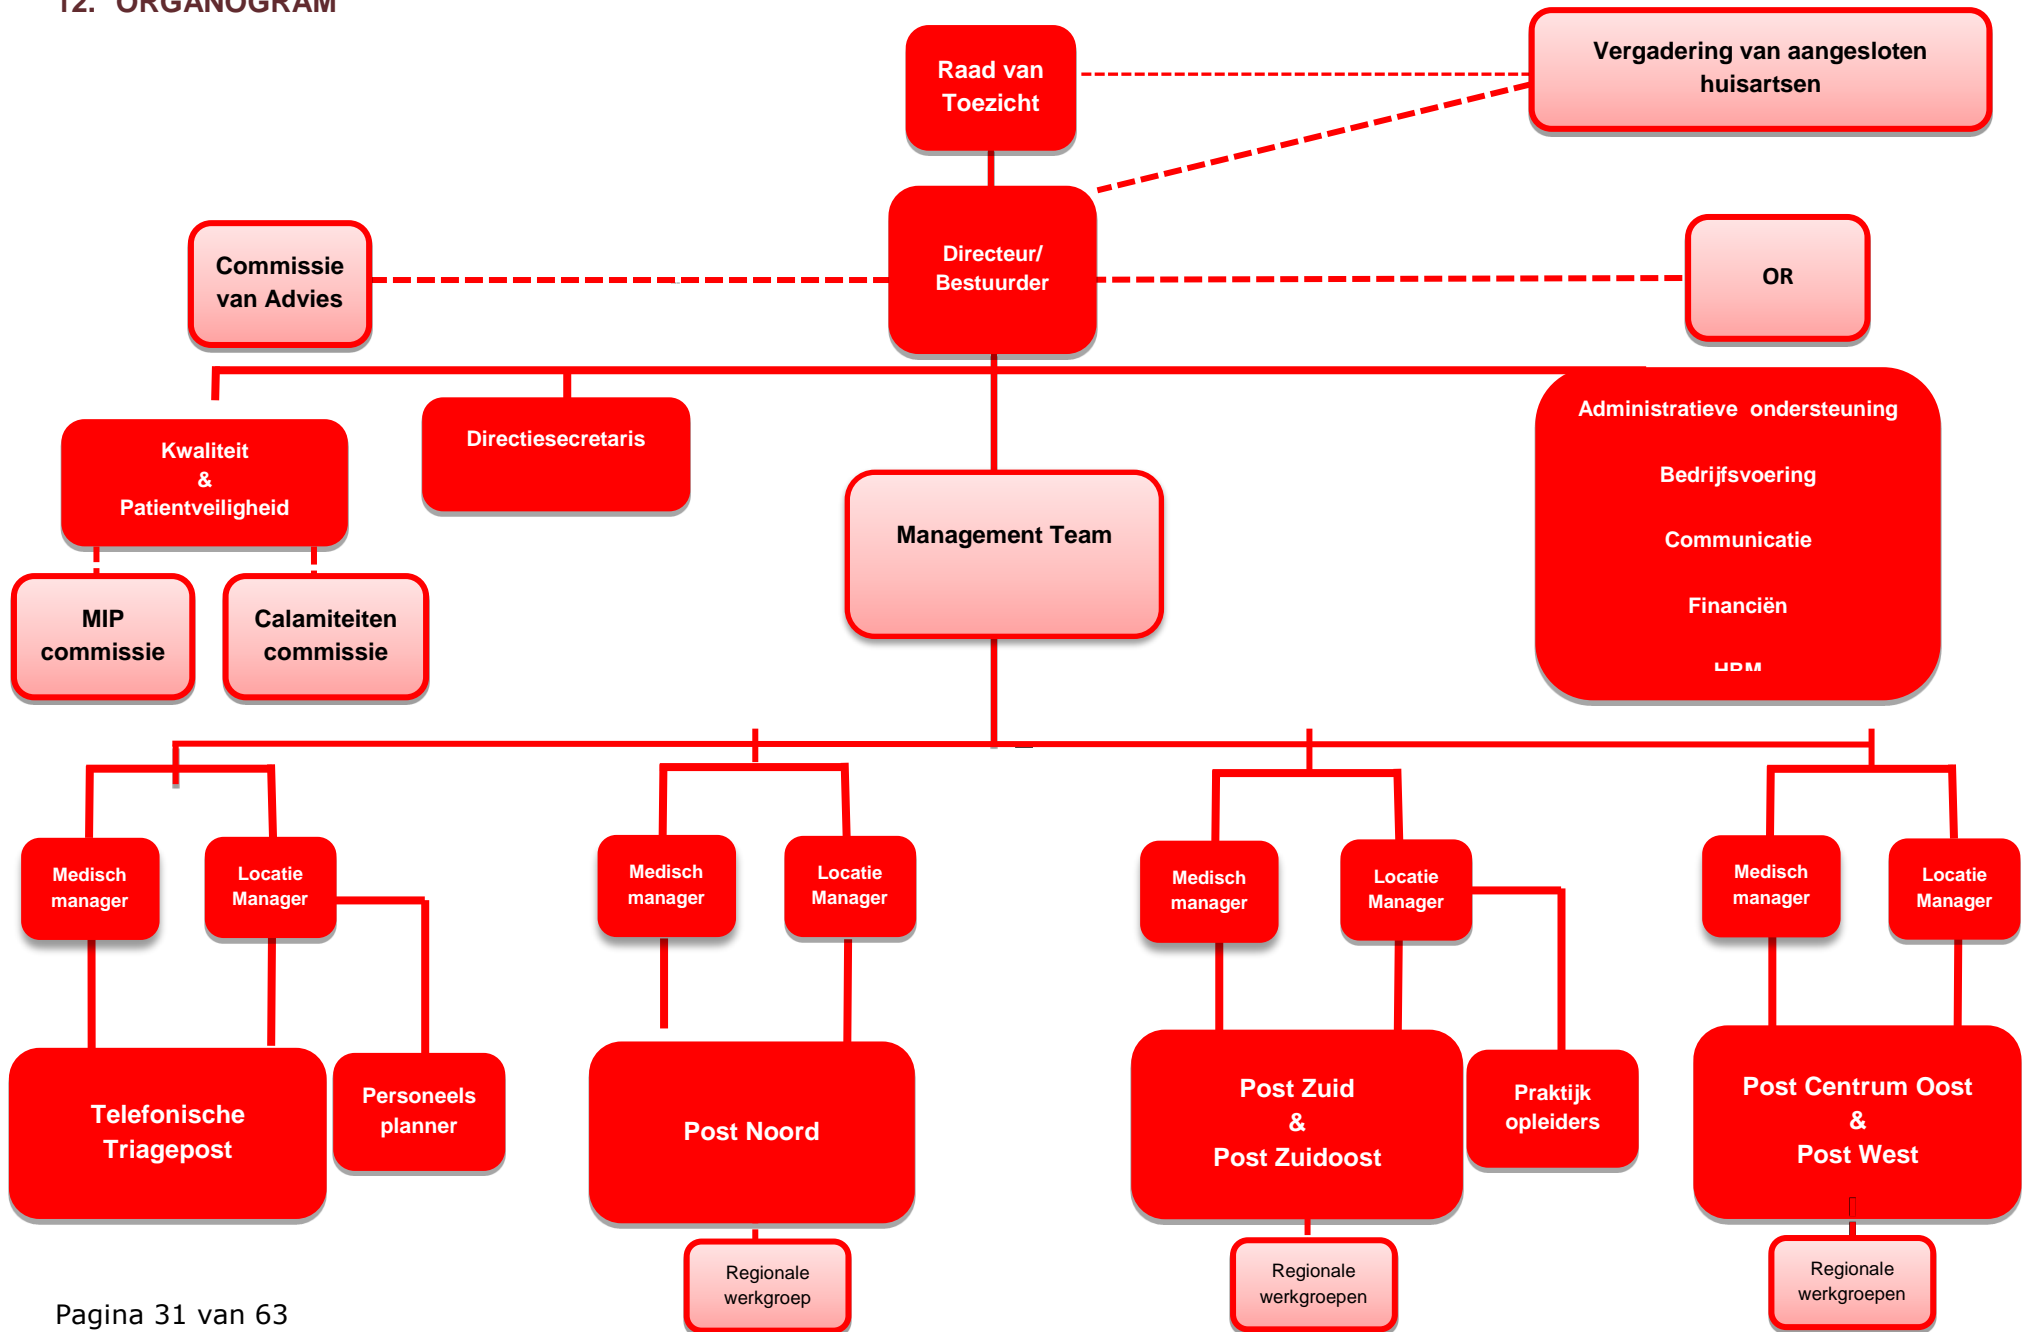 12. ORGANOGRAM
Raad van
Toezicht
Vergadering van aangesloten
huisartsen
Directeur/
Bestuurder
Commissie
van Advies
OR
Kwaliteit
&
Patientveiligheid
Directiesecretaris
Management Team
Administratieve ondersteuning
Bedrijfsvoering
Communicatie
Financiën
HRM
MIP
commissie
Calamiteiten
commissie
Medisch
manager
Locatie
Manager
Medisch
manager
Locatie
Manager
Medisch
manager
Locatie
Manager
Medisch
manager
Locatie
Manager
Telefonische
Triagepost
Personeels
planner
Post Noord
Post Zuid
&
Post Zuidoost
Praktijk
opleiders
Post Centrum Oost
&
Post West
Regionale
werkgroep
Regionale
werkgroepen
Regionale
werkgroepen
Pagina 31 van 63